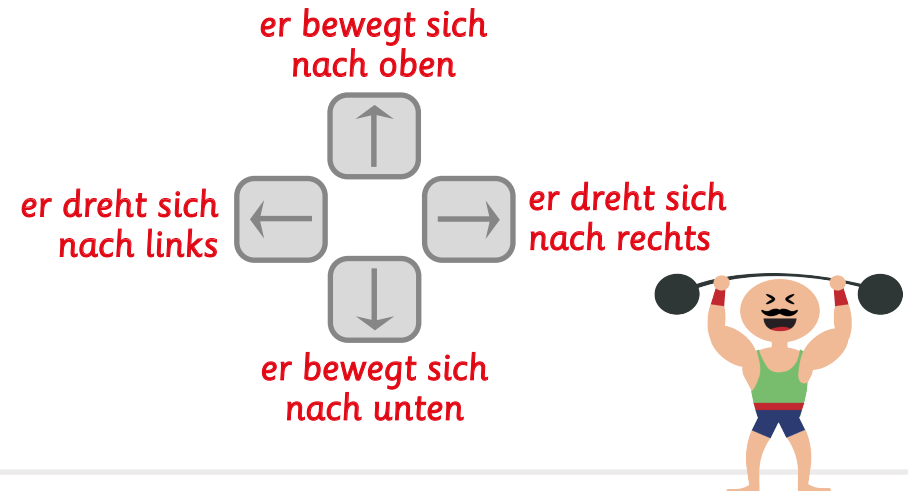 er bewegt sich
nach oben
er dreht sich
nach links
er dreht sich
nach rechts
er bewegt sich
nach unten